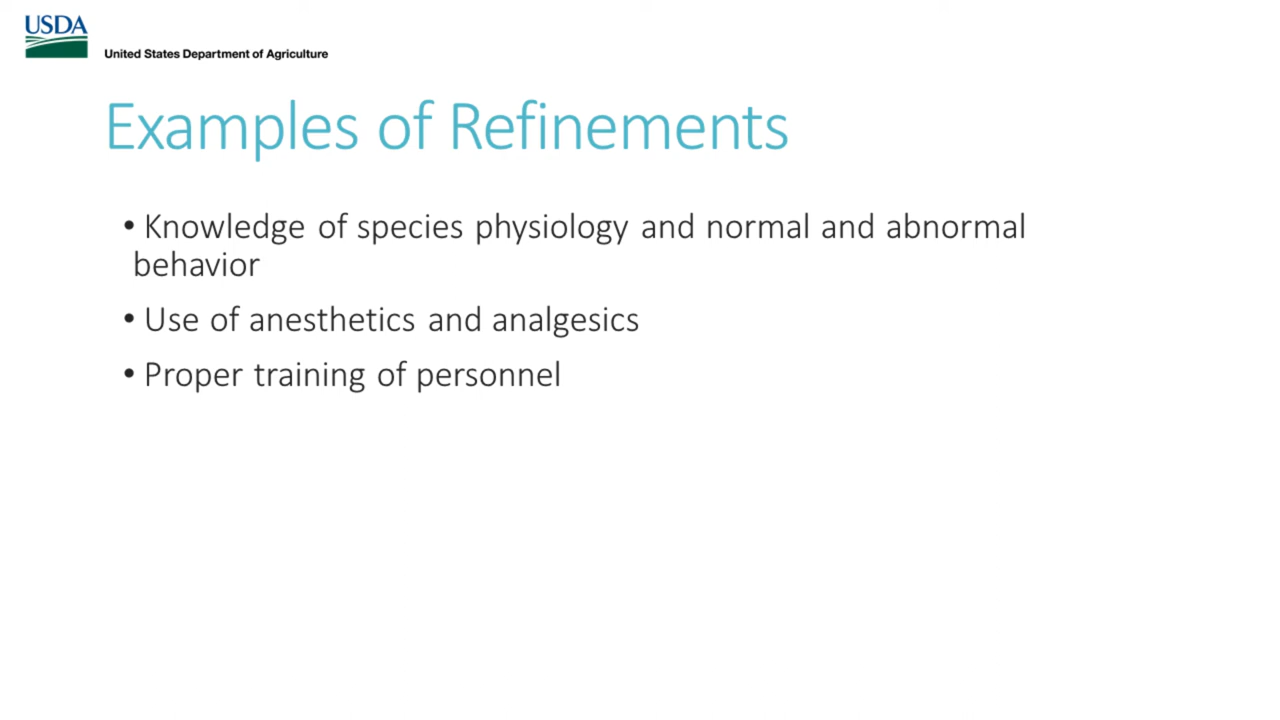 USDA
United States Department of Agriculture
Examples of Refinements
• Knowledge of species physiology and normal and abnormal
behavior
• Use of anesthetics and analgesics
• Proper training of personnel